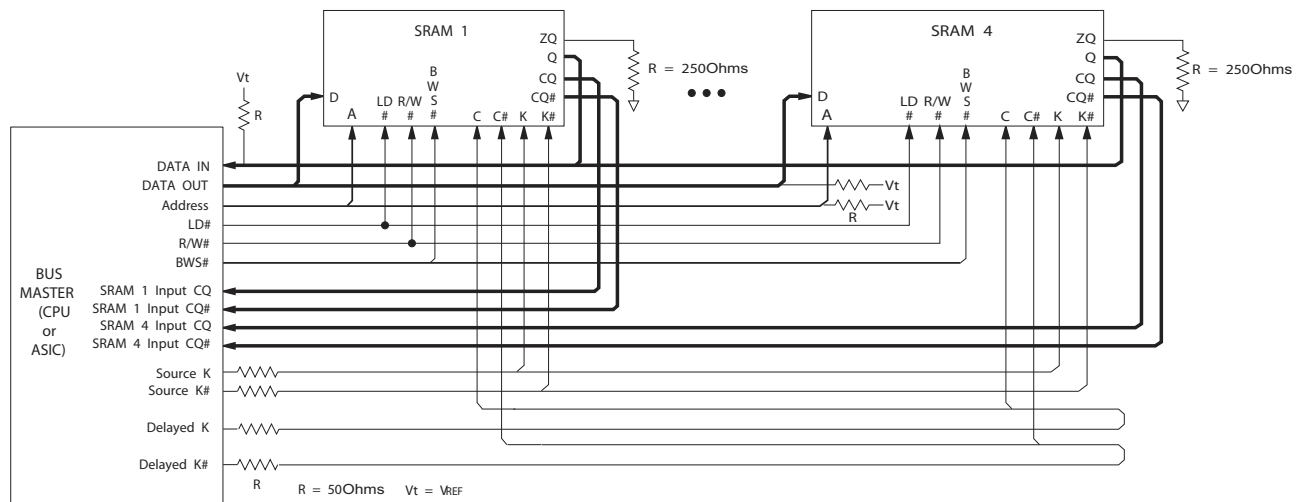 SRAM 1
ZQ
Q
CQ
CQ#
R = 250Ohms
D
A
LD
#
R/W
#
B
W
S
#
C
C#
K
K#
SRAM 4
ZQ
Q
CQ
CQ#
R = 250Ohms
D
A
LD
#
R/W
#
B
W
S
#
C
C#
K
K#
Vt
R
DATA IN
DATA OUT
Address
LD#
R/W#
BWS#
Vt
Vt
R
BUS
MASTER
(CPU
or
ASIC)
SRAM 1 Input CQ
SRAM 1 Input CQ#
SRAM 4 Input CQ
SRAM 4 Input CQ#
Source K
Source K#
Delayed K
Delayed K#
R
R = 50Ohms Vt = VREF